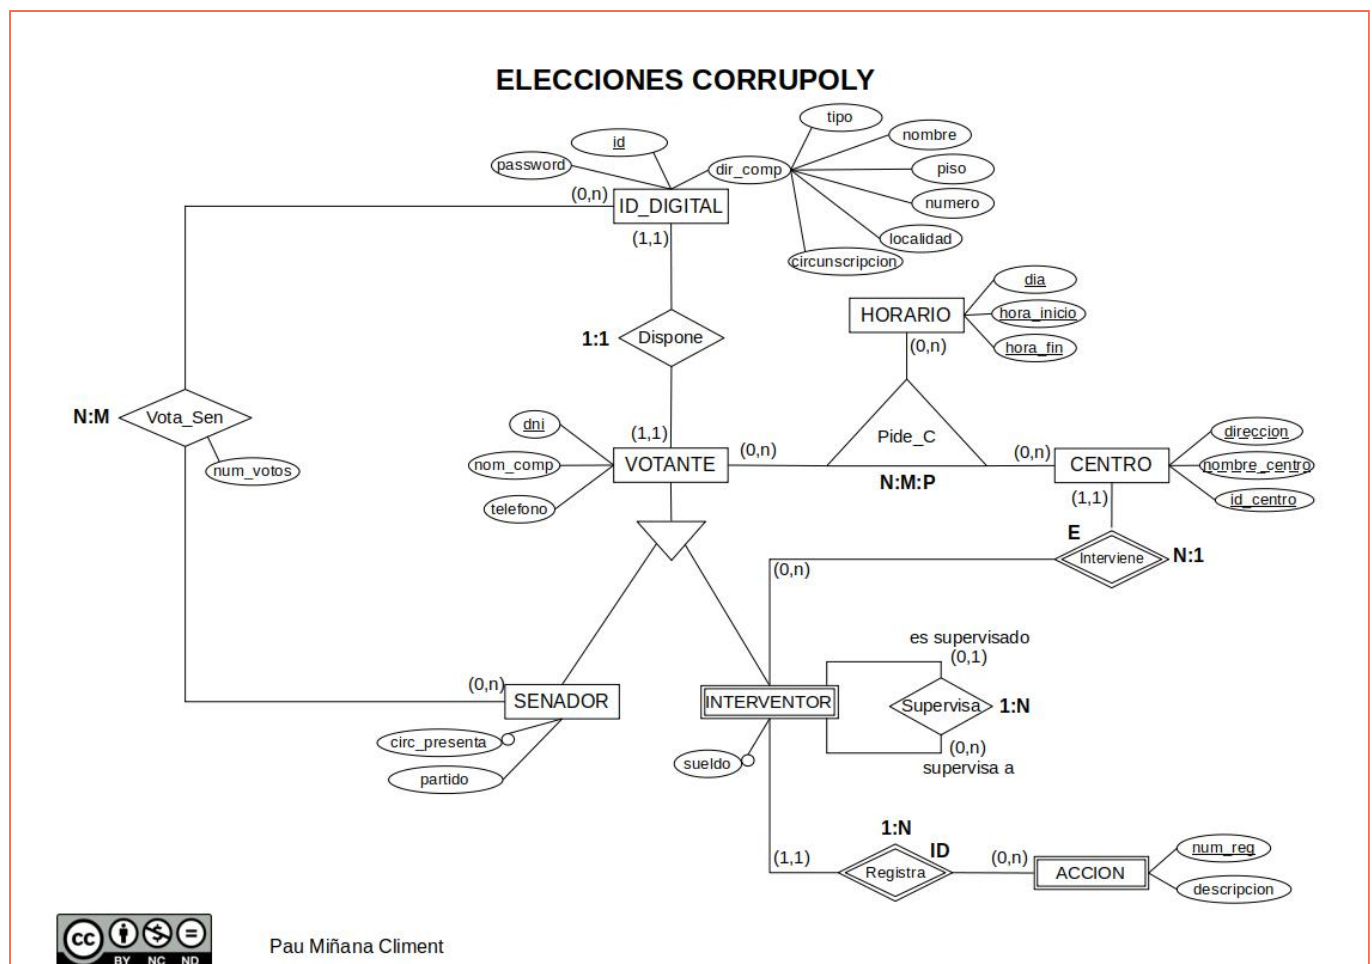 ELECCIONES CORRUPOLY
tipo
id
nombre
password
dir_comp
piso
(0,n)
ID_DIGITAL
numero
(1,1)
localidad
circunscripcion
dia
HORARIO
hora_inicio
1:1
Dispone
(0,n)
hora_fin
N:M
Vota_Sen
dni
(1,1)
Pide_C
direccion
num_votos
nom_comp
VOTANTE
(0,n)
(0,n)
CENTRO
nombre_centro
N:M:P
telefono
(1,1)
id_centro
E
Interviene
N:1
(0,n)
es supervisado
(0,1)
(0,n)
SENADOR
INTERVENTOR
Supervisa
1:N
circ_presenta
(0,n)
sueldo
supervisa a
partido
1:N
ID
num_reg
(1,1)
Registra
(0,n)
ACCION
descripcion
cc
BY NC ND
Pau Miñana Climent